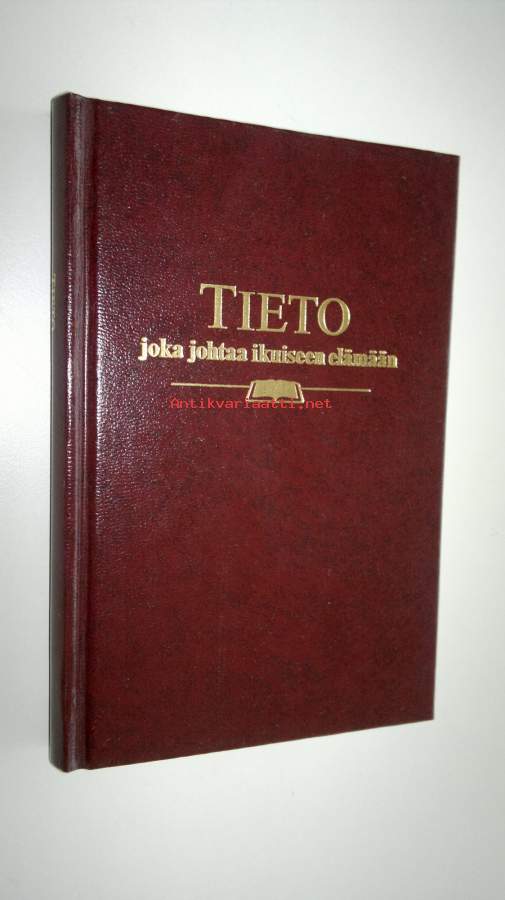 TIETO
joka johtaa ikuiseen elämään
Antikvariaatti.net